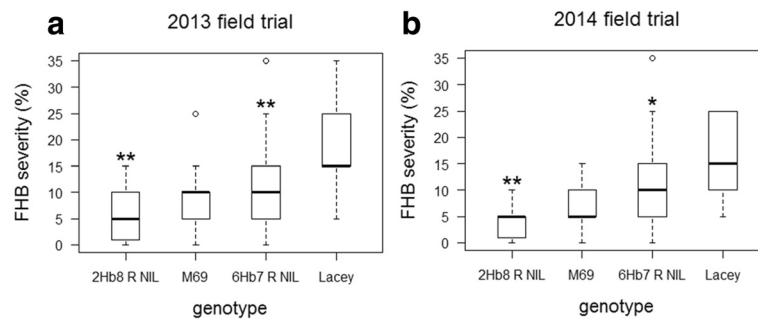 a
2013 field trial
FHB severity (%)
35
30
25
20
15
10
5
0
**
**
2Hb8 R NIL M69 6Hb7 R NIL Lacey
genotype
b
2014 field trial
FHB severity (%)
35
30
25
20
15
10
5
0
**
*
2Hb8 R NIL M69 6Hb7 R NIL Lacey
genotype